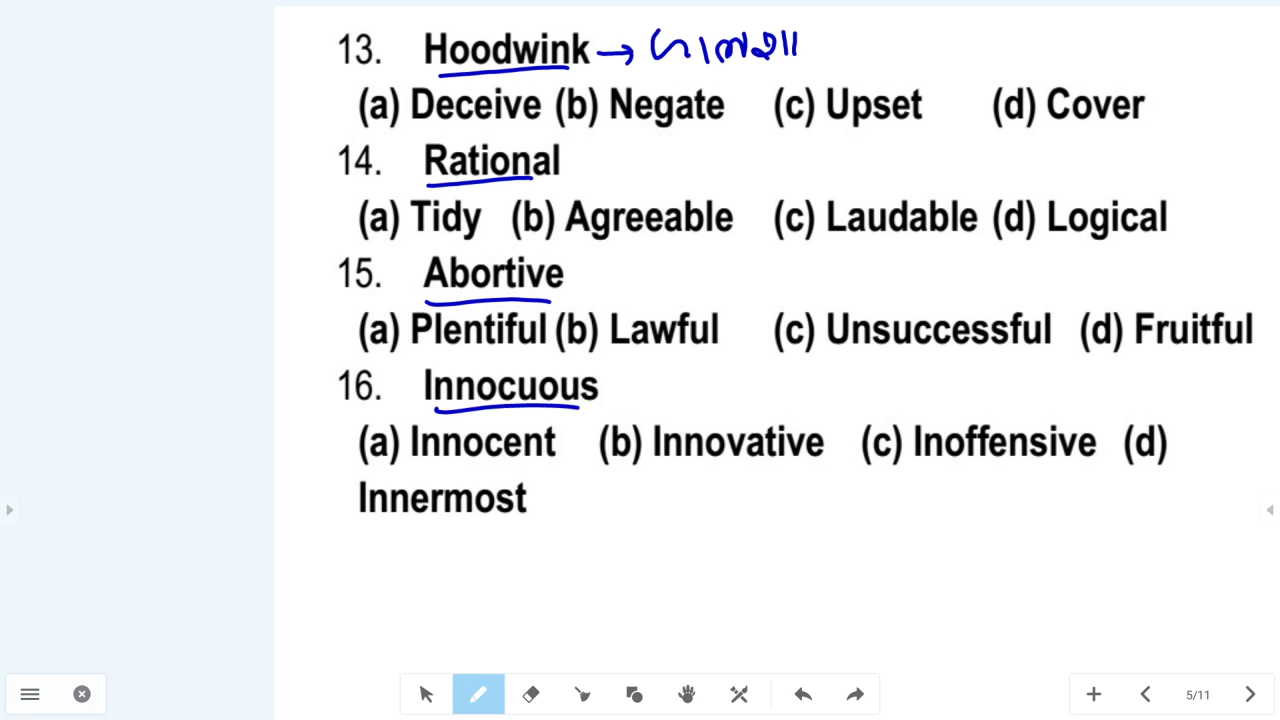 13. Hoodwink →
(a) Deceive (b) Negate (c) Upset (d) Cover
14. Rational
(a) Tidy (b) Agreeable (c) Laudable (d) Logical
15. Abortive
(a) Plentiful (b) Lawful (c) Unsuccessful (d) Fruitful
16. Innocuous
(a) Innocent (b) Innovative (c) Inoffensive (d)
Innermost
5/11